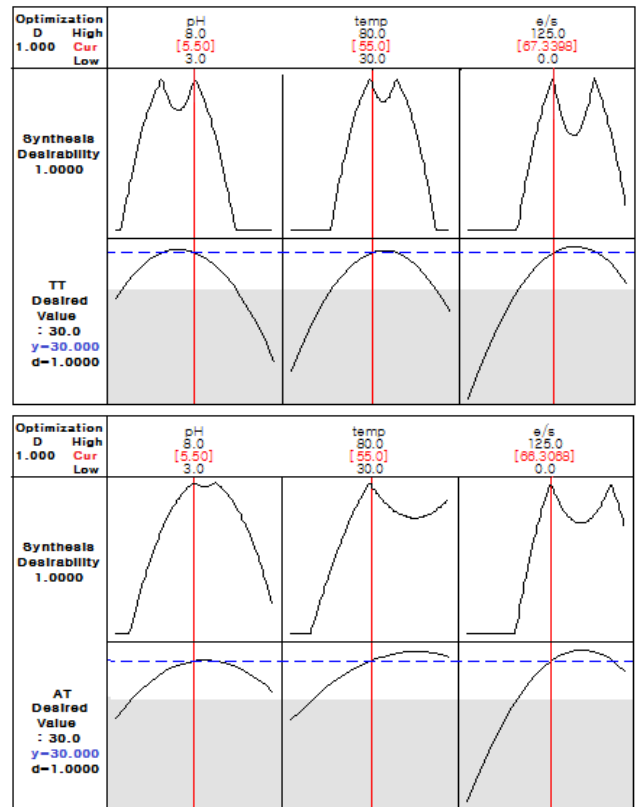 Optimization pH temp e/s
D High 8.0 80.0 125.0
1.000 Cur [5.50] [55.0] [67.3398]
Low 3.0 30.0 0.0
Synthesis
Desirability
1.0000
TT
Desired
Value
: 30.0
y=30.000
d=1.0000
Optimization pH temp e/s
D High 8.0 80.0 125.0
1.000 Cur [5.50] [55.0] [66.3068]
Low 3.0 30.0 0.0
Synthesis
Desirability
1.0000
AT
Desired
Value
: 30.0
y=30.000
d=1.0000